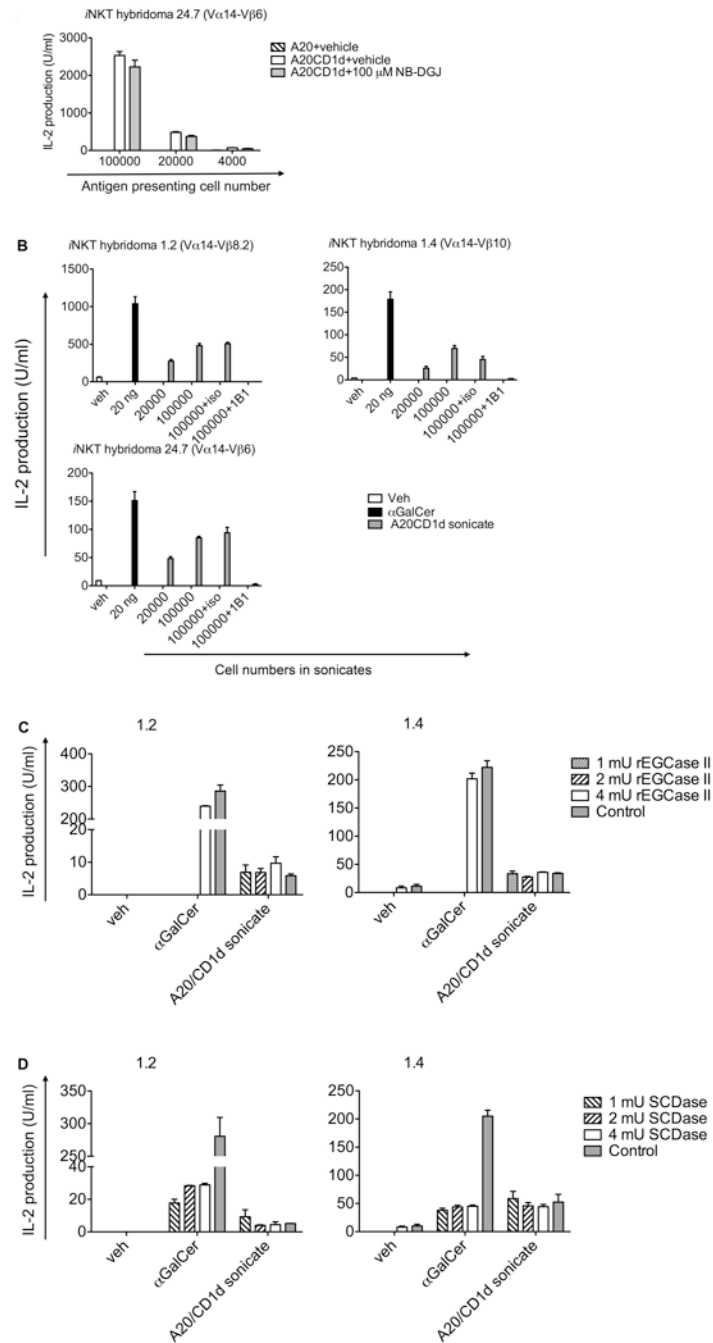 iNKT hybridoma 24.7 (Vα14-Vβ6)
IL-2 production (U/ml)
3000
2000
1000
0
100000 20000 4000
Antigen presenting cell number
A20+vehicle
A20CD1d+vehicle
A20CD1d+100 μM NB-DGJ
B
iNKT hybridoma 1.2 (Vα14-Vβ8.2)
1500
1000
500
0
veh 20 ng 20000 100000 100000+iso 100000+1B1
iNKT hybridoma 1.4 (Vα14-Vβ10)
250
200
150
100
50
0
veh 20 ng 20000 100000 100000+iso 100000+1B1
IL-2 production (U/ml)
iNKT hybridoma 24.7 (Vα14-Vβ6)
200
150
100
50
0
veh 20 ng 20000 100000 100000+iso 100000+1B1
Veh
αGalCer
A20CD1d sonicate
Cell numbers in sonicates
C
1.2
IL-2 production (U/ml)
400
300
200
20
10
0
veh αGalCer A20/CD1d sonicate
1.4
250
200
150
100
50
0
veh αGalCer A20/CD1d sonicate
1 mU rEGCase II
2 mU rEGCase II
4 mU rEGCase II
Control
D
1.2
IL-2 production (U/ml)
350
300
250
40
20
0
veh αGalCer A20/CD1d sonicate
1.4
250
200
150
100
50
0
veh αGalCer A20/CD1d sonicate
1 mU SCDase
2 mU SCDase
4 mU SCDase
Control